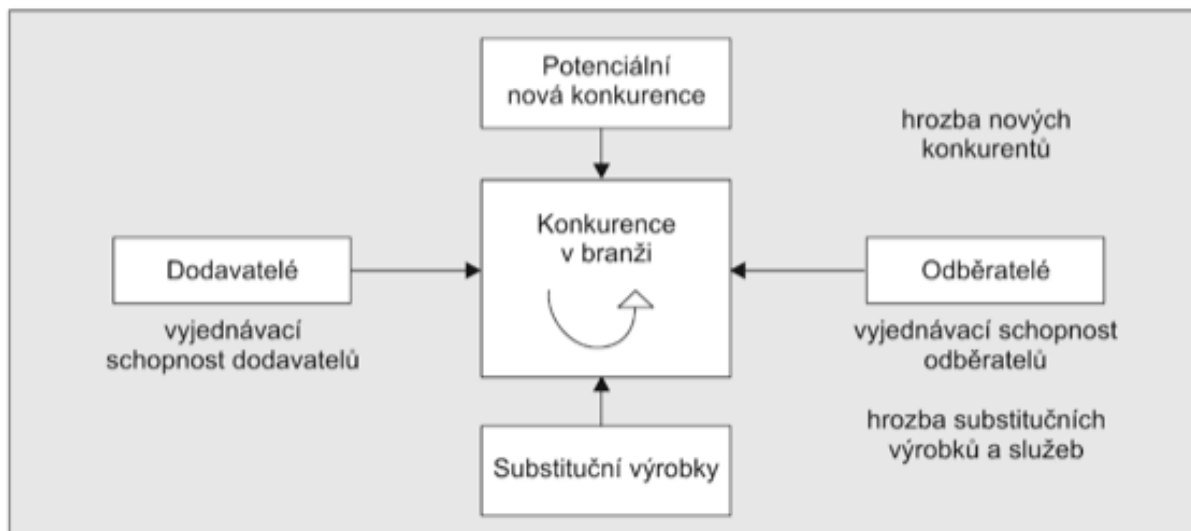 Potenciální
nová konkurence
hrozba nových
konkurentů
Konkurence
v branži
Dodavatelé
Odběratelé
vyjednávací
schopnost dodavatelů
vyjednávací schopnost
odběratelů
hrozba substitučních
výrobků a služeb
Substituční výrobky